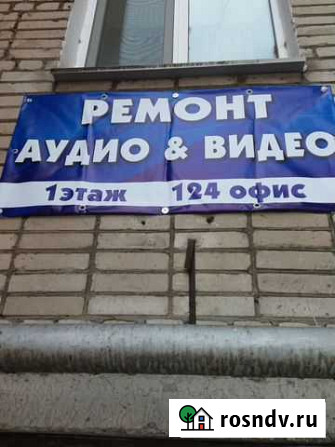 РЕМОНТ
АУДИО & ВИДЕО
1этаж 124 офис
rosndv.ru